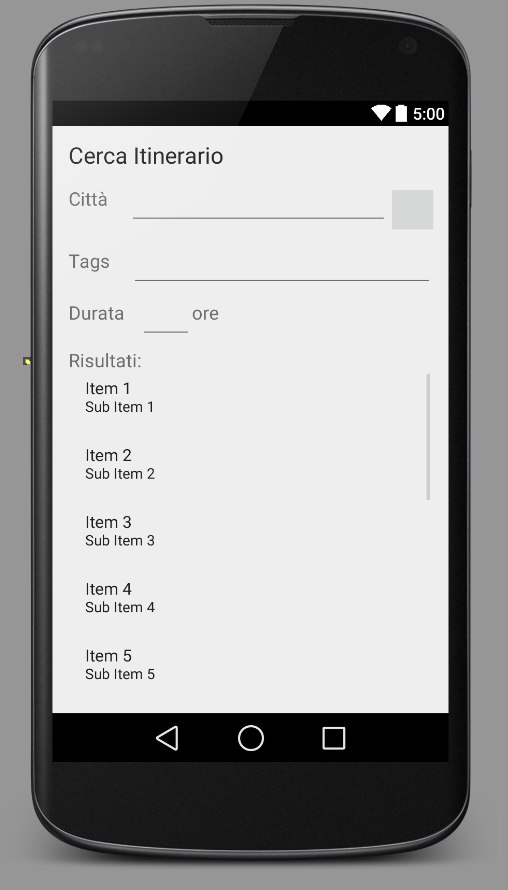 5:00
Cerca Itinerario
Città
Tags
Durata ore
Risultati:
Item 1
Sub Item 1
Item 2
Sub Item 2
Item 3
Sub Item 3
Item 4
Sub Item 4
Item 5
Sub Item 5